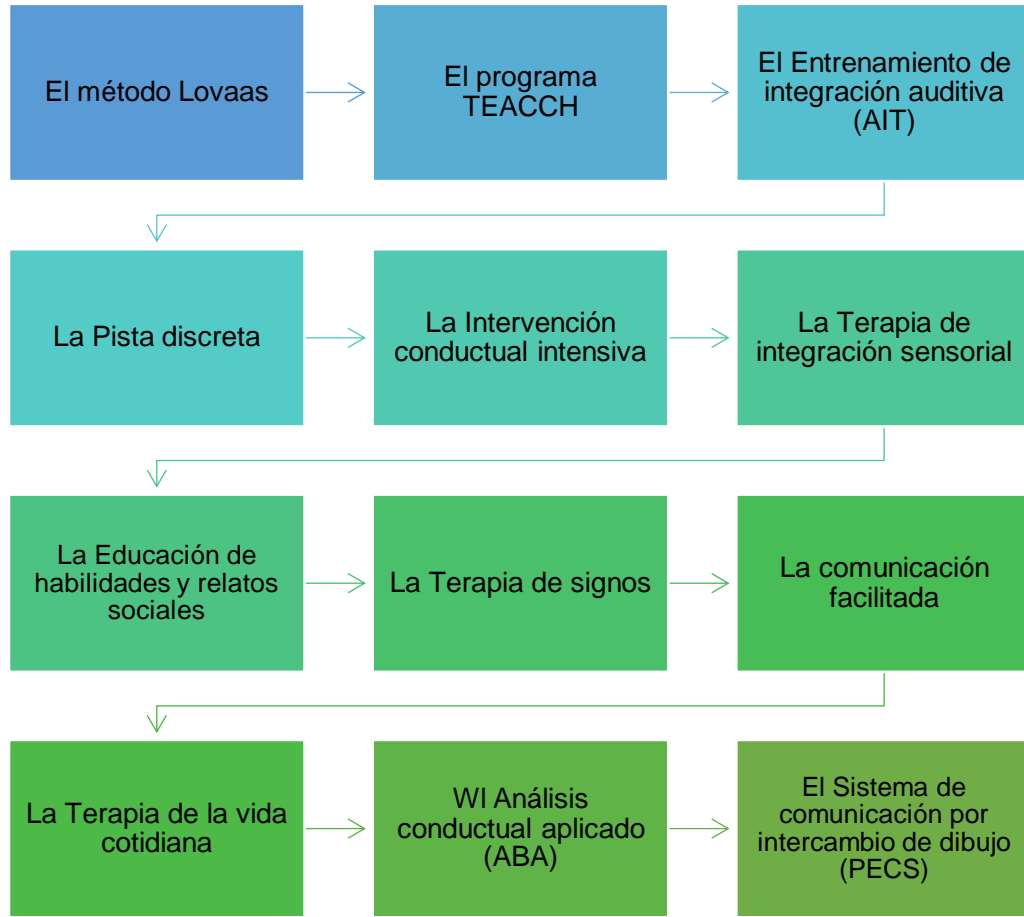 El método Lovaas
El programa
TEACCH
El Entrenamiento de
integración auditiva
(AIT)
La Pista discreta
La Intervención
conductual intensiva
La Terapia de
integración sensorial
La Educación de
habilidades y relatos
sociales
La Terapia de signos
La comunicación
facilitada
La Terapia de la vida
cotidiana
WI Análisis
conductual aplicado
(ABA)
El Sistema de
comunicación por
intercambio de dibujo
(PECS)